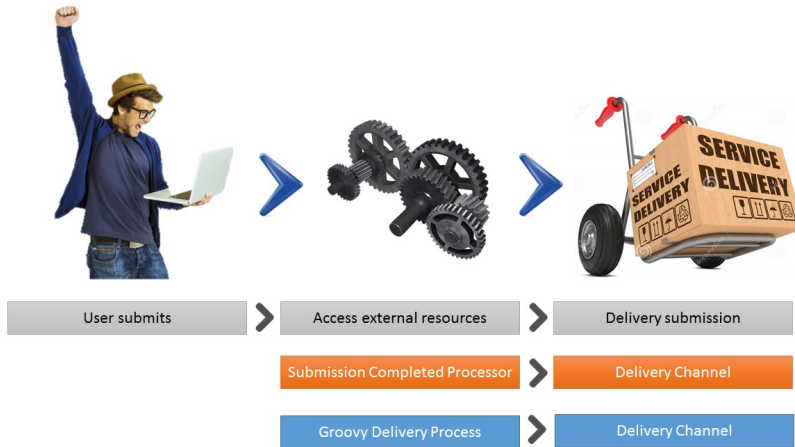 SERVICE
DELIVERY
SERVICE
DELIVERY
User submits
Access external resources
Delivery submission
Submission Completed Processor
Delivery Channel
Groovy Delivery Process
Delivery Channel